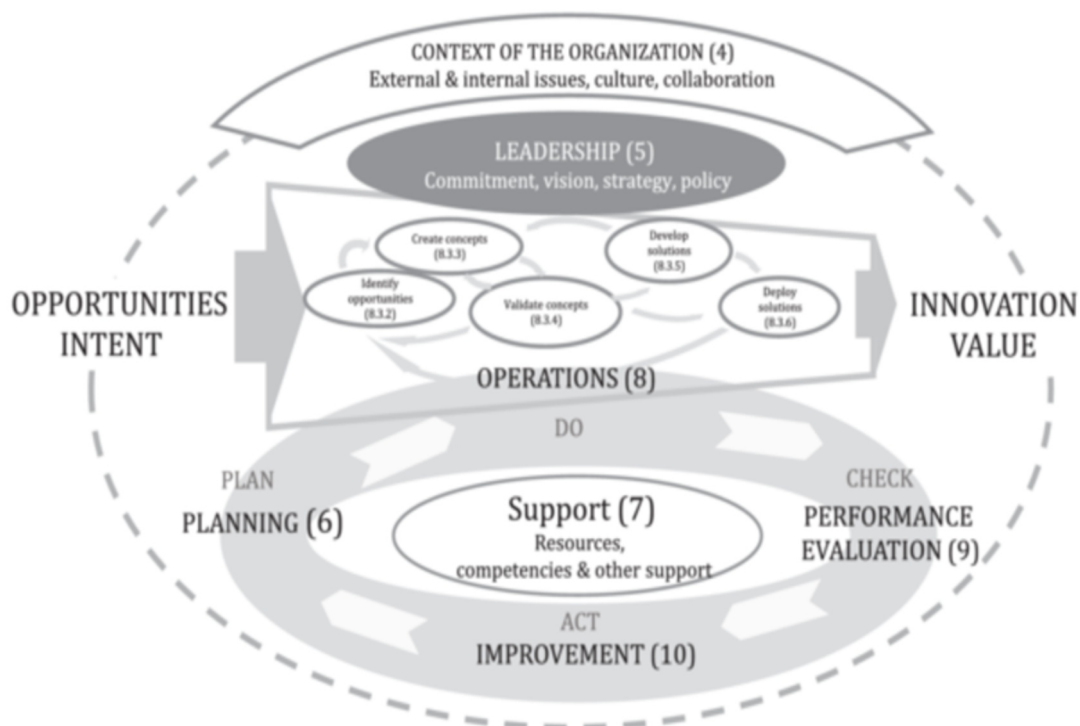 CONTEXT OF THE ORGANIZATION (4)
External & internal issues, culture, collaboration
LEADERSHIP (5)
Commitment, vision, strategy, policy
Create concepts
(8.3.3)
Develop
solutions
(8.3.5)
Identify
opportunities
(8.3.2)
Validate concepts
(8.3.4)
Deploy
solutions
(8.3.6)
OPPORTUNITIES
INTENT
INNOVATION
VALUE
OPERATIONS (8)
DO
PLAN
PLANNING (6)
CHECK
PERFORMANCE
EVALUATION (9)
Support (7)
Resources,
competencies & other support
ACT
IMPROVEMENT (10)